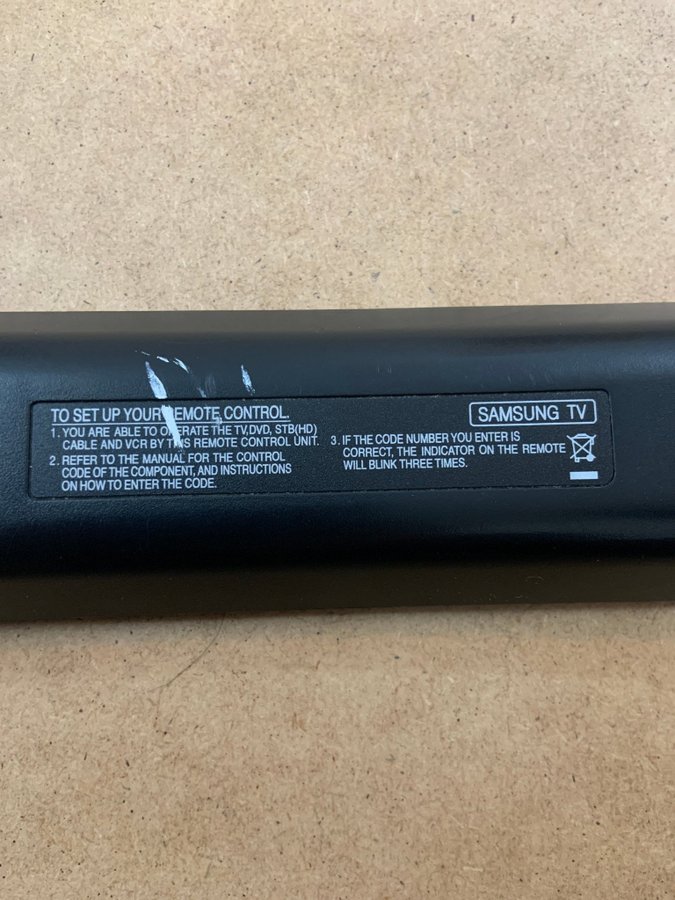 TO SET UP YOUR REMOTE CONTROL.
1. YOU ARE ABLE TO OPERATE THE TV,DVD, STB(HD)
CABLE AND VCR BY THIS REMOTE CONTROL UNIT.
2. REFER TO THE MANUAL FOR THE CONTROL
CODE OF THE COMPONENT, AND INSTRUCTIONS
ON HOW TO ENTER THE CODE.
SAMSUNG TV
3. IF THE CODE NUMBER YOU ENTER IS
CORRECT, THE INDICATOR ON THE REMOTE
WILL BLINK THREE TIMES.